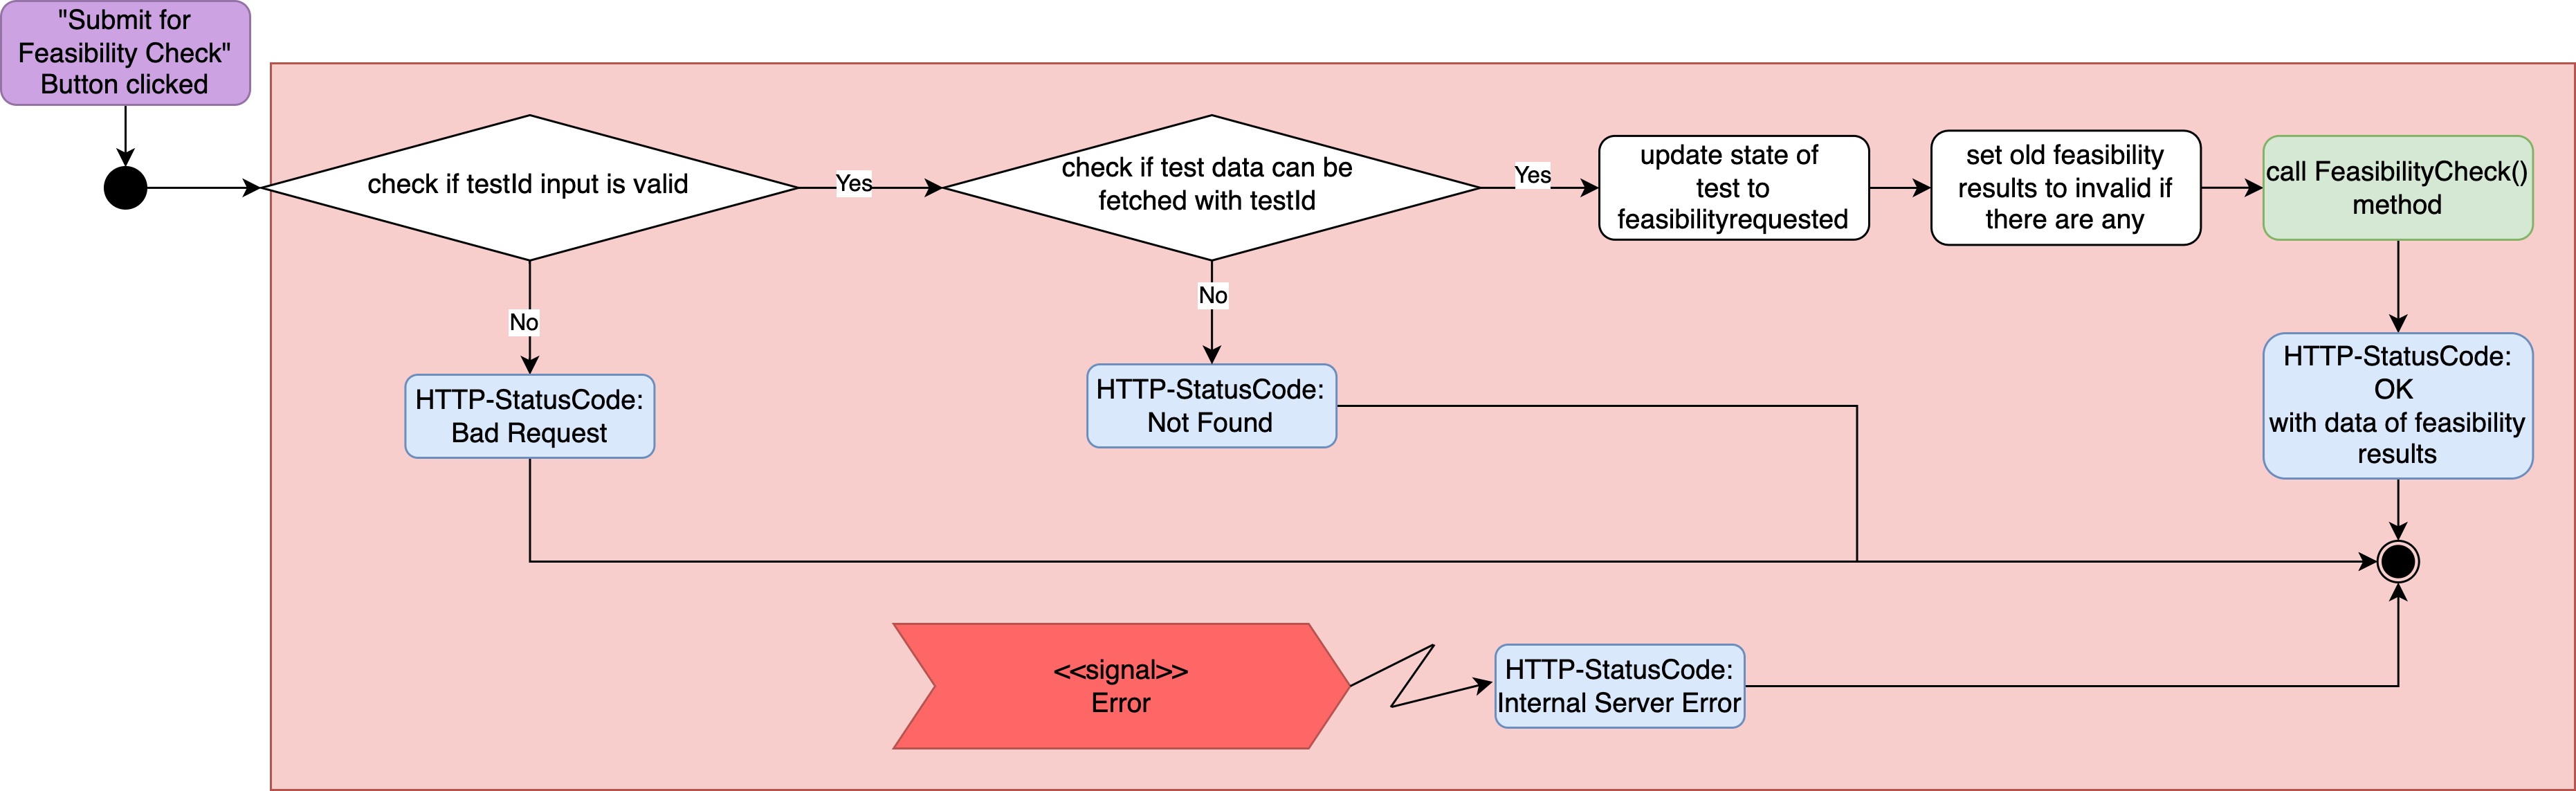 "Submit for
Feasibility Check"
Button clicked
check if testId input is valid
Yes
check if test data can be
fetched with testId
Yes
update state of
test to
feasibilityrequested
set old feasibility
results to invalid if
there are any
call FeasibilityCheck()
method
No
No
HTTP-StatusCode:
Bad Request
HTTP-StatusCode:
Not Found
HTTP-StatusCode:
OK
with data of feasibility
results
<<signal>>
Error
HTTP-StatusCode:
Internal Server Error